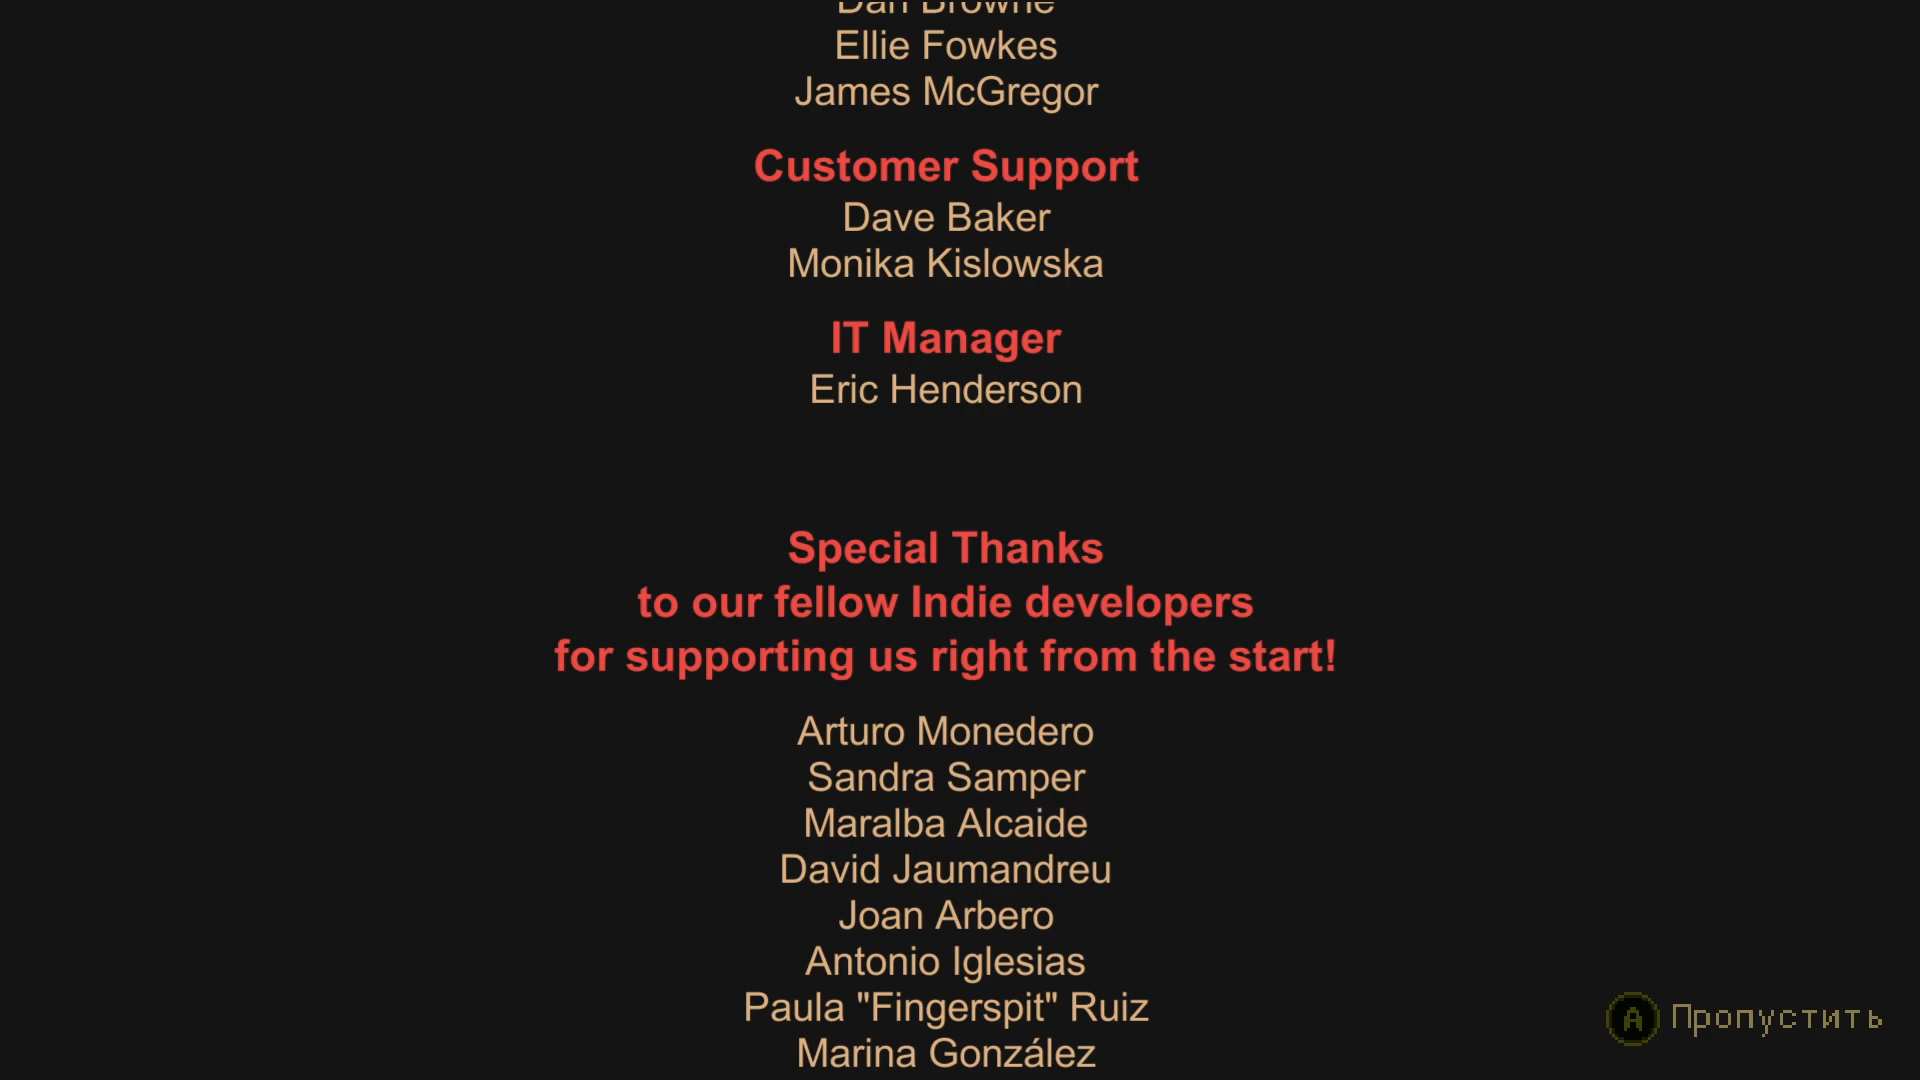 Dan Browne
Ellie Fowkes
James McGregor
Customer Support
Dave Baker
Monika Kislowska
IT Manager
Eric Henderson
Special Thanks
to our fellow Indie developers
for supporting us right from the start!
Arturo Monedero
Sandra Samper
Maralba Alcaide
David Jaumandreu
Joan Arbero
Antonio Iglesias
Paula "Fingerspit" Ruiz
Marina González
A Пропустить